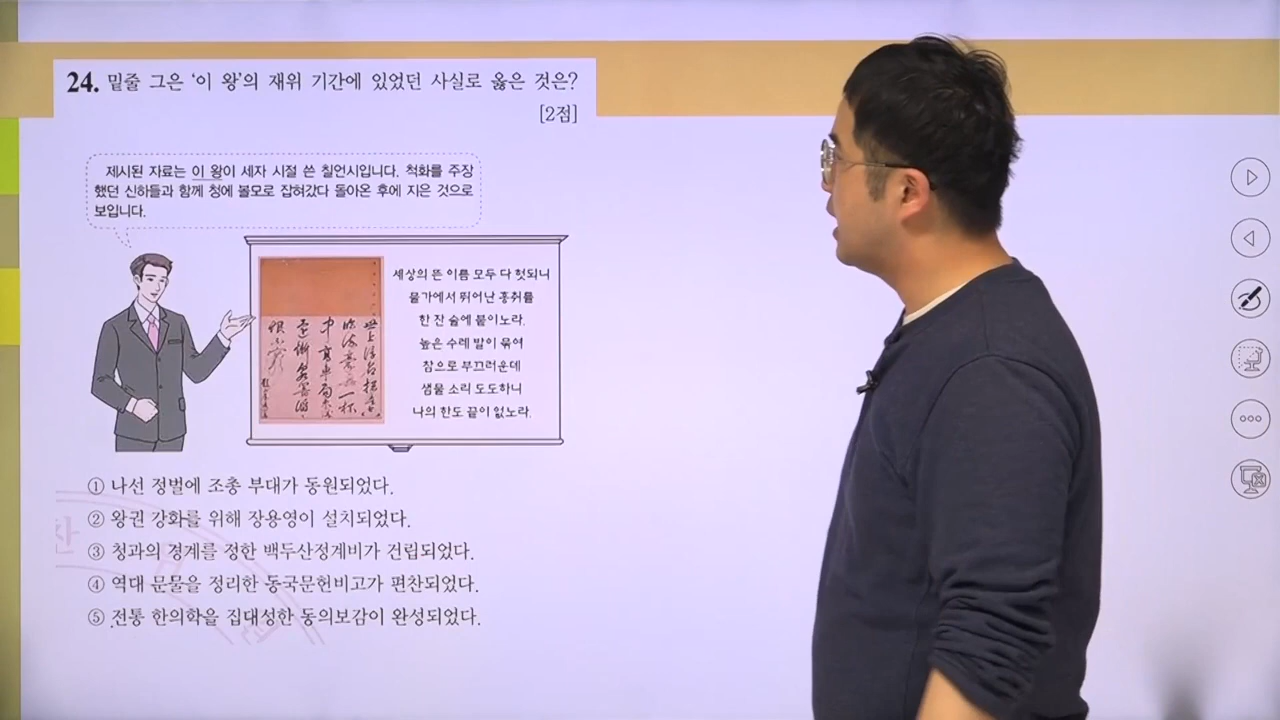 24. 밑줄 그은 '이 왕'의 재위 기간에 있었던 사실로 옳은 것은?
[2점]
제시된 자료는 이 왕이 세자 시절 쓴 칠언시입니다. 척화를 주장
했던 신하들과 함께 청에 볼모로 잡혀갔다 돌아온 후에 지은 것으로
보입니다.
세상의 뜬 이름 모두 다 헛되니
물가에서 뛰어난 흥취를
한 잔 술에 붙이노라.
높은 수레 발이 묶여
참으로 부끄러운데
샘물 소리 도도하니
나의 한도 끝이 없노라.
① 나선 정벌에 조총 부대가 동원되었다.
② 왕권 강화를 위해 장용영이 설치되었다.
③ 청과의 경계를 정한 백두산정계비가 건립되었다.
④ 역대 문물을 정리한 동국문헌비고가 편찬되었다.
⑤ 전통 한의학을 집대성한 동의보감이 완성되었다.